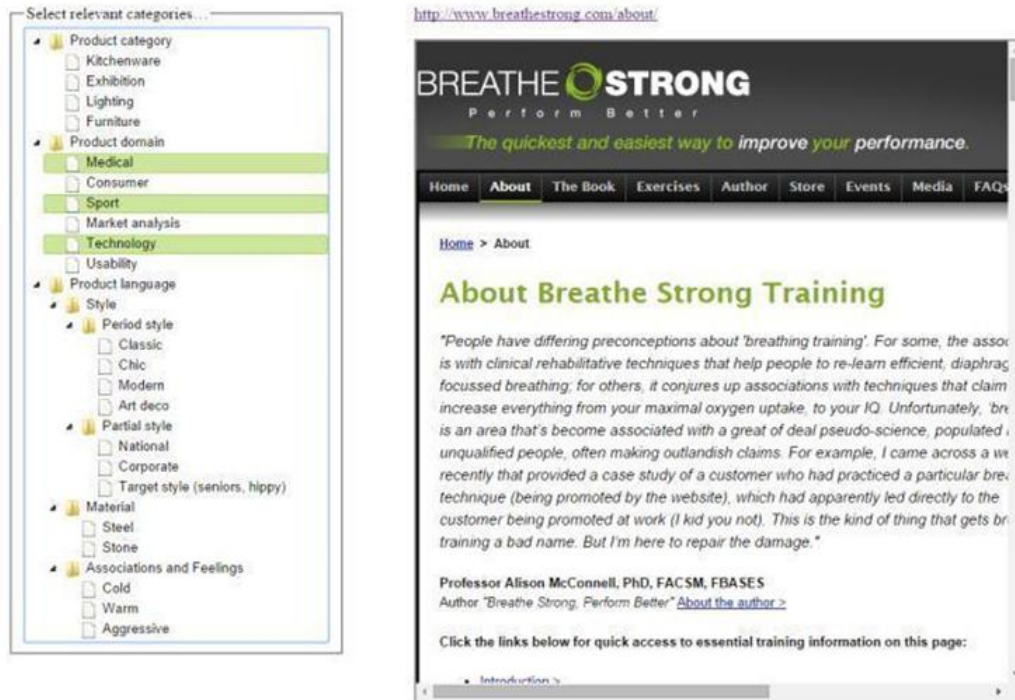 Select relevant categories...
Product category
Kitchenware
Exhibition
Lighting
Furniture
Product domain
Medical
Consumer
Sport
Market analysis
Technology
Usability
Product language
Style
Period style
Classic
Chic
Modern
Art deco
Partial style
National
Corporate
Target style (seniors, hippy)
Material
Steel
Stone
Associations and Feelings
Cold
Warm
Aggressive
http://www.breathestrong.com/about/
BREATHE STRONG
Perform Better
The quickest and easiest way to improve your performance.
Home About The Book Exercises Author Store Events Media FAQs
Home > About
About Breathe Strong Training
"People have differing preconceptions about 'breathing training'. For some, the assoc
is with clinical rehabilitative techniques that help people to re-learn efficient, diaphrag
focussed breathing; for others, it conjures up associations with techniques that claim
increase everything from your maximal oxygen uptake, to your IQ. Unfortunately, 'bre
is an area that's become associated with a great of deal pseudo-science, populated
unqualified people, often making outlandish claims. For example, I came across a we
recently that provided a case study of a customer who had practiced a particular brea
technique (being promoted by the website), which had apparently led directly to the
customer being promoted at work (I kid you not). This is the kind of thing that gets br
training a bad name. But I'm here to repair the damage."
Professor Alison McConnell, PhD, FACSM, FBASES
Author "Breathe Strong, Perform Better" About the author >
Click the links below for quick access to essential training information on this page:
Introduction >